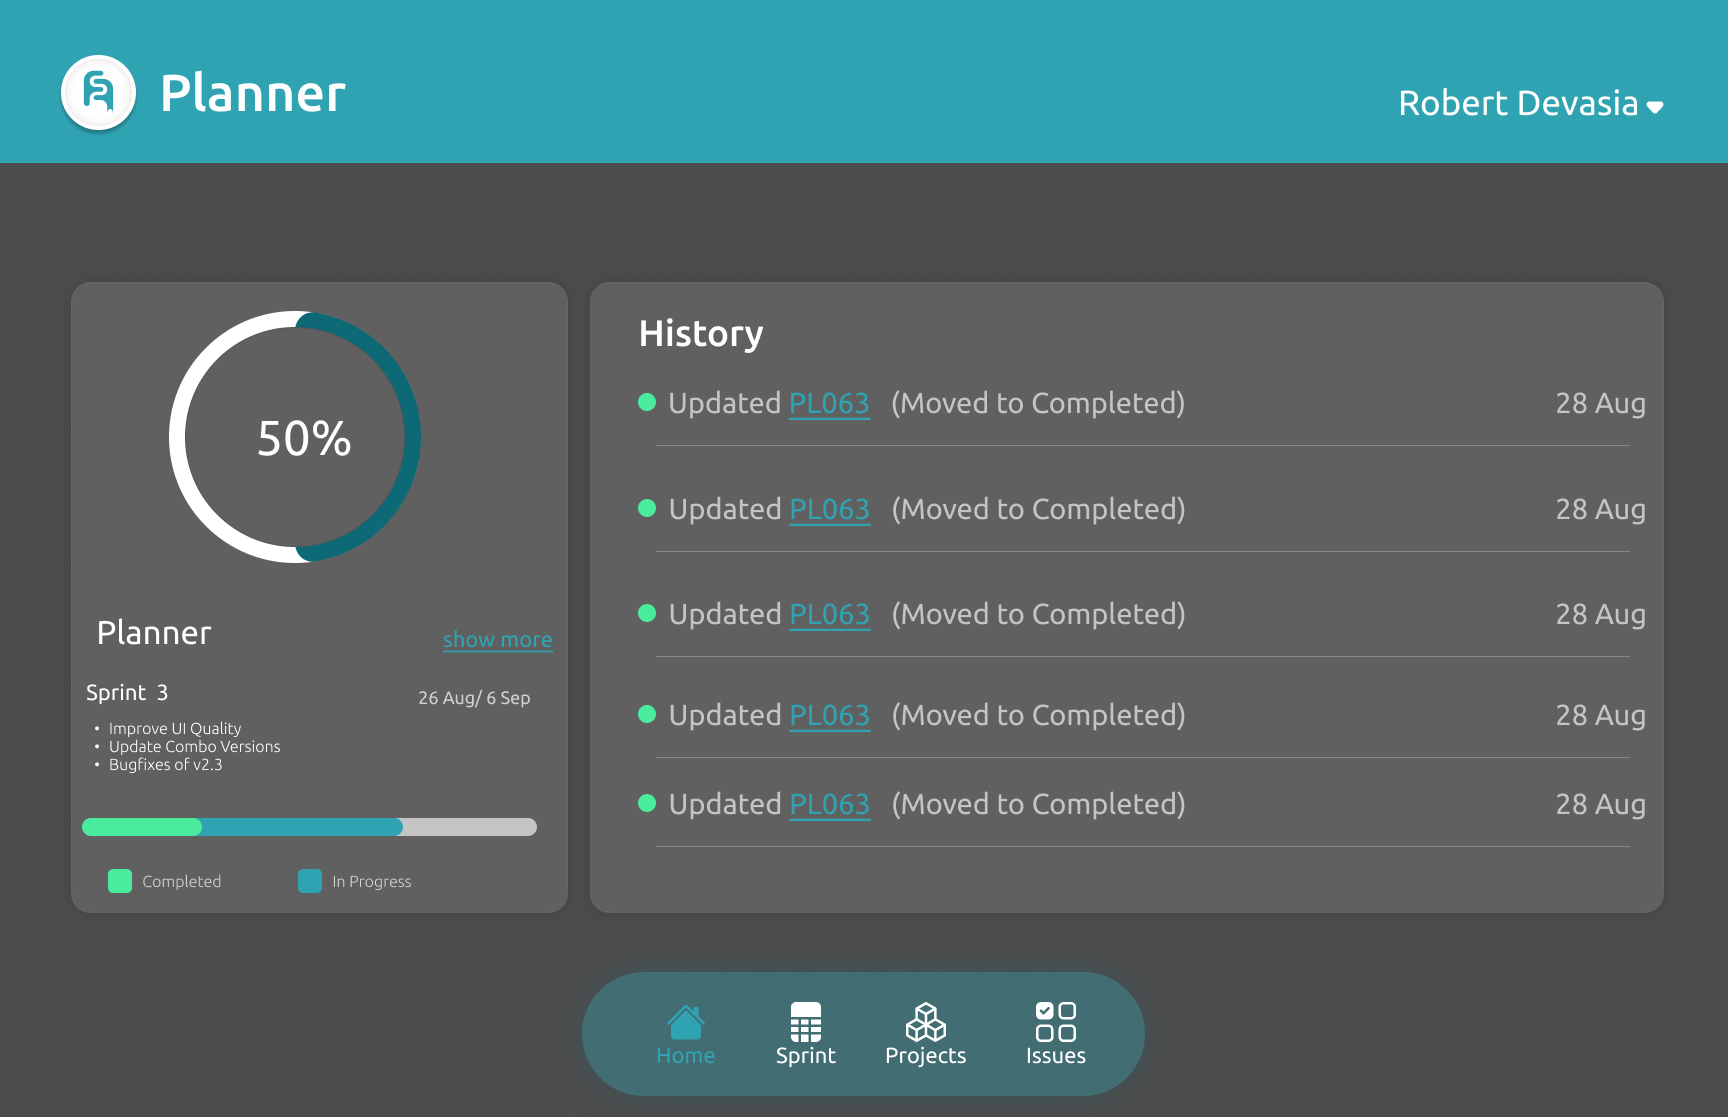 Planner
Robert Devasia
50%
Planner
show more
Sprint 3
26 Aug/ 6 Sep
• Improve UI Quality
• Update Combo Versions
• Bugfixes of v2.3
Completed
In Progress
History
Updated PL063 (Moved to Completed) 28 Aug
Updated PL063 (Moved to Completed) 28 Aug
Updated PL063 (Moved to Completed) 28 Aug
Updated PL063 (Moved to Completed) 28 Aug
Updated PL063 (Moved to Completed) 28 Aug
Home
Sprint
Projects
Issues